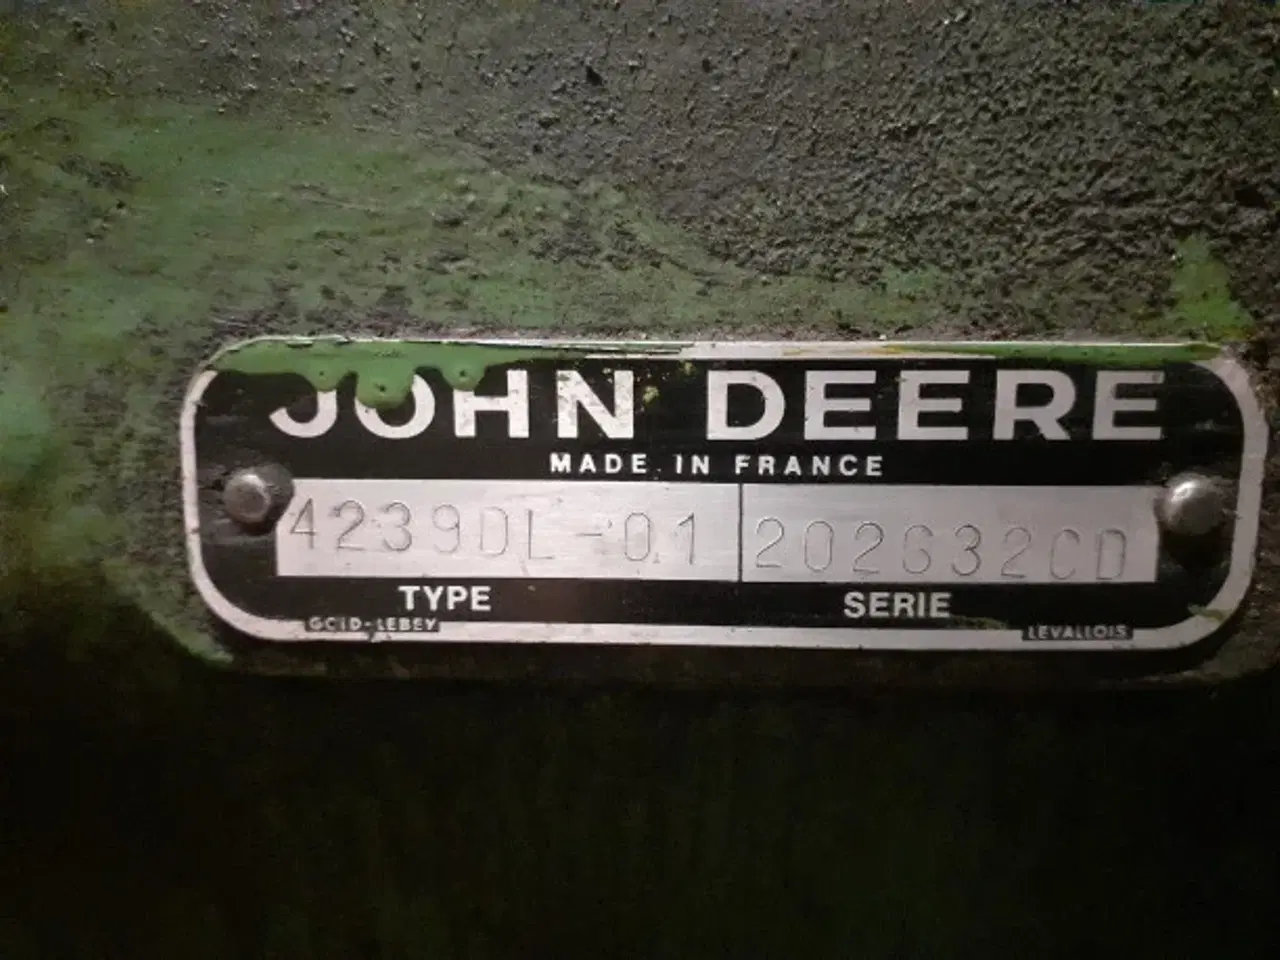 JOHN DEERE
MADE IN FRANCE
4239DL-01 202632CD
TYPE SERIE
GCID-LEBEY LEVALLOIS